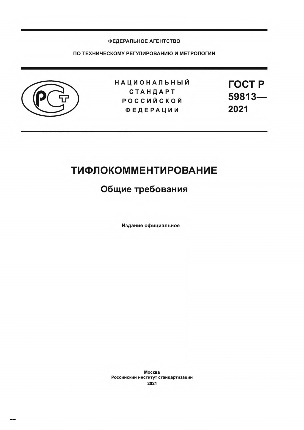 ФЕДЕРАЛЬНОЕ АГЕНТСТВО
ПО ТЕХНИЧЕСКОМУ РЕГУЛИРОВАНИЮ И МЕТРОЛОГИИ
НАЦИОНАЛЬНЫЙ
СТАНДАРТ
РОССИЙСКОЙ
ФЕДЕРАЦИИ
ГОСТ Р
59813—
2021
ТИФЛОКОММЕНТИРОВАНИЕ
Общие требования
Издание официальное
Москва
Российский институт стандартизации
2021